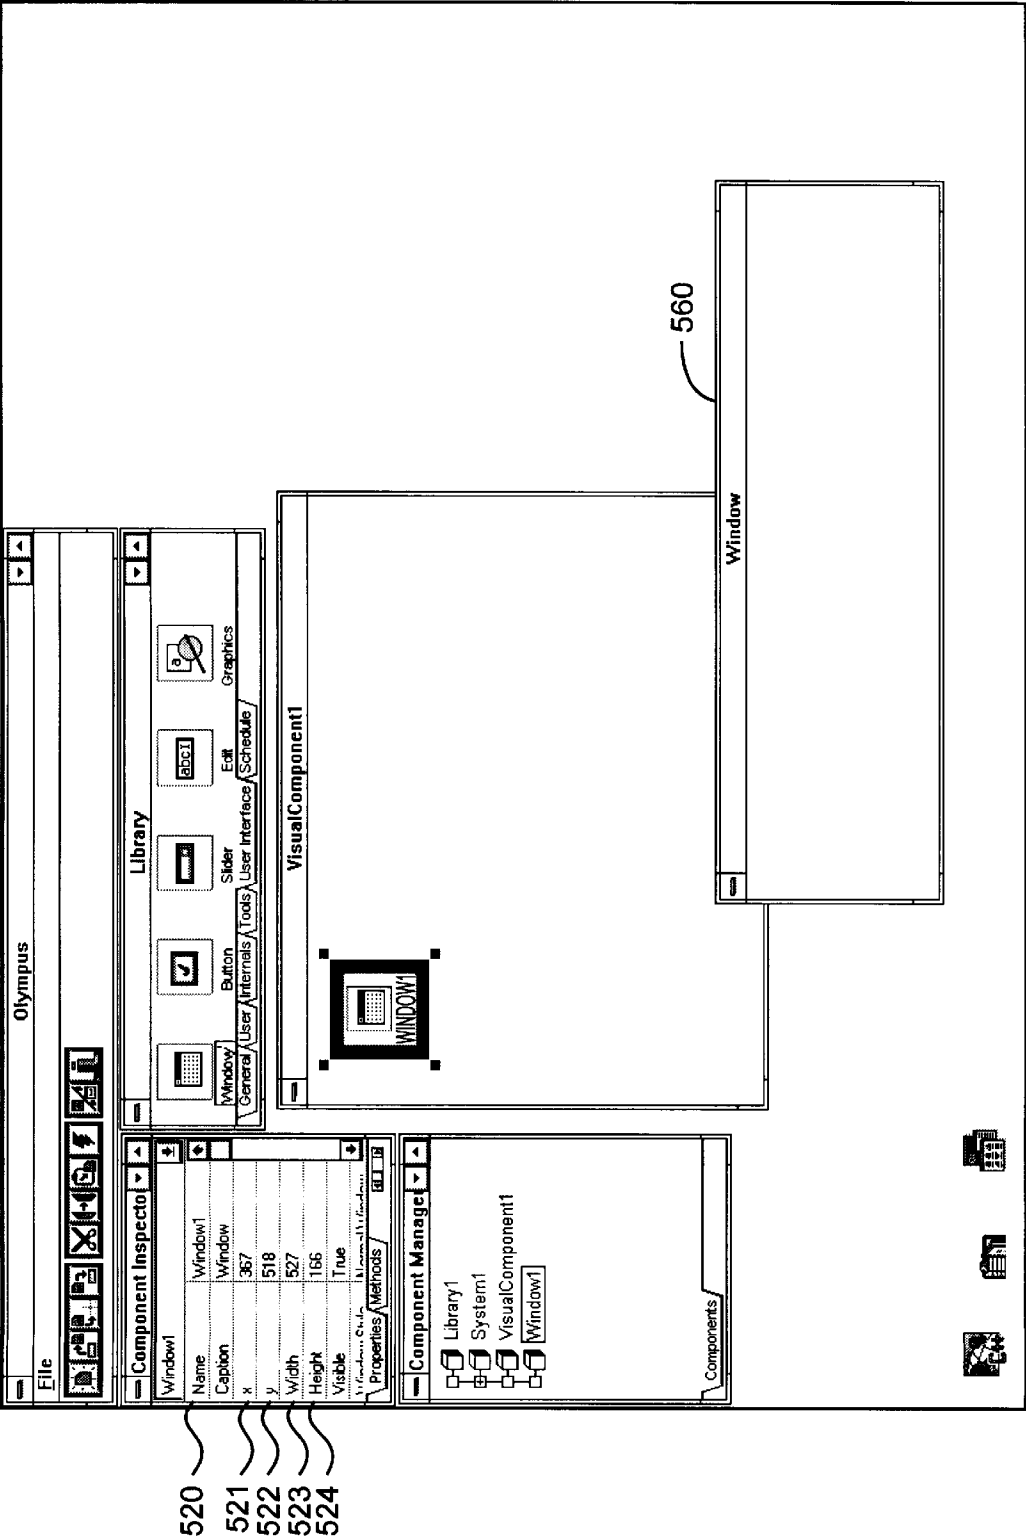 Olympus
File
Component Inspecto
Window1
520 Name Window1
Caption Window
521 x 367
522 y 518
523 Width 527
524 Height 166
Visible True
Properties Methods
Library
Window Button Slider Edit Graphics
abcI
a
General User Internals Tools User Interface Schedule
VisualComponent1
WINDOW1
Component Manager
Library1
System1
VisualComponent1
Window1
Components
560
Window
C++